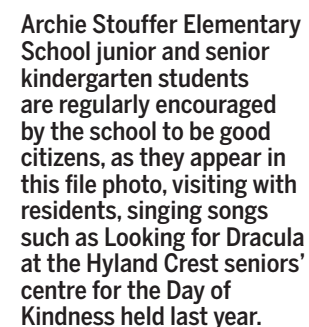 Archie Stouffer Elementary
School junior and senior
kindergarten students
are regularly encouraged
by the school to be good
citizens, as they appear in
this file photo, visiting with
residents, singing songs
such as Looking for Dracula
at the Hyland Crest seniors’
centre for the Day of
Kindness held last year.